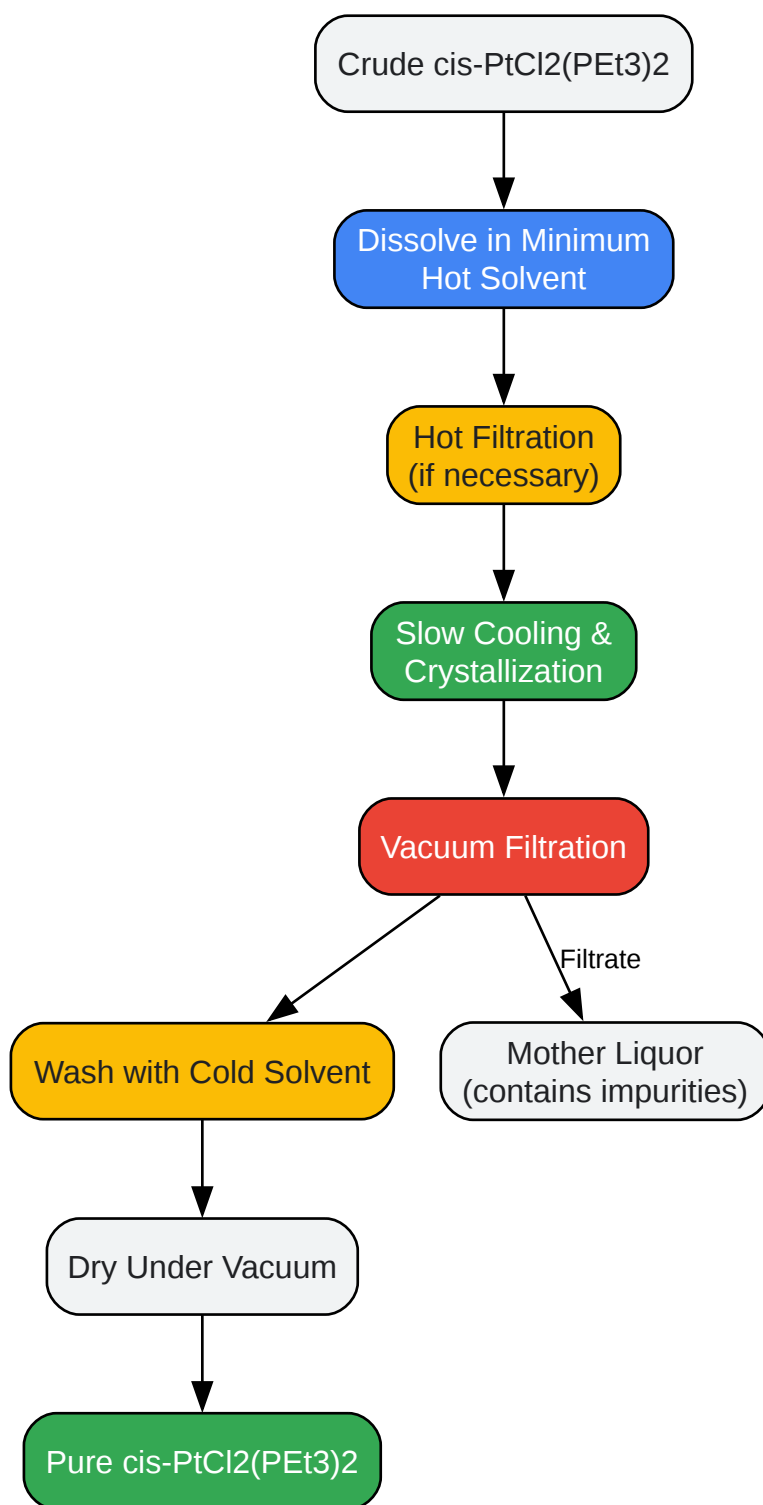 Crude cis-PtCl2(PEt3)2
Dissolve in Minimum
Hot Solvent
Hot Filtration
(if necessary)
Slow Cooling &
Crystallization
Vacuum Filtration
Filtrate
Wash with Cold Solvent
Mother Liquor
(contains impurities)
Dry Under Vacuum
Pure cis-PtCl2(PEt3)2